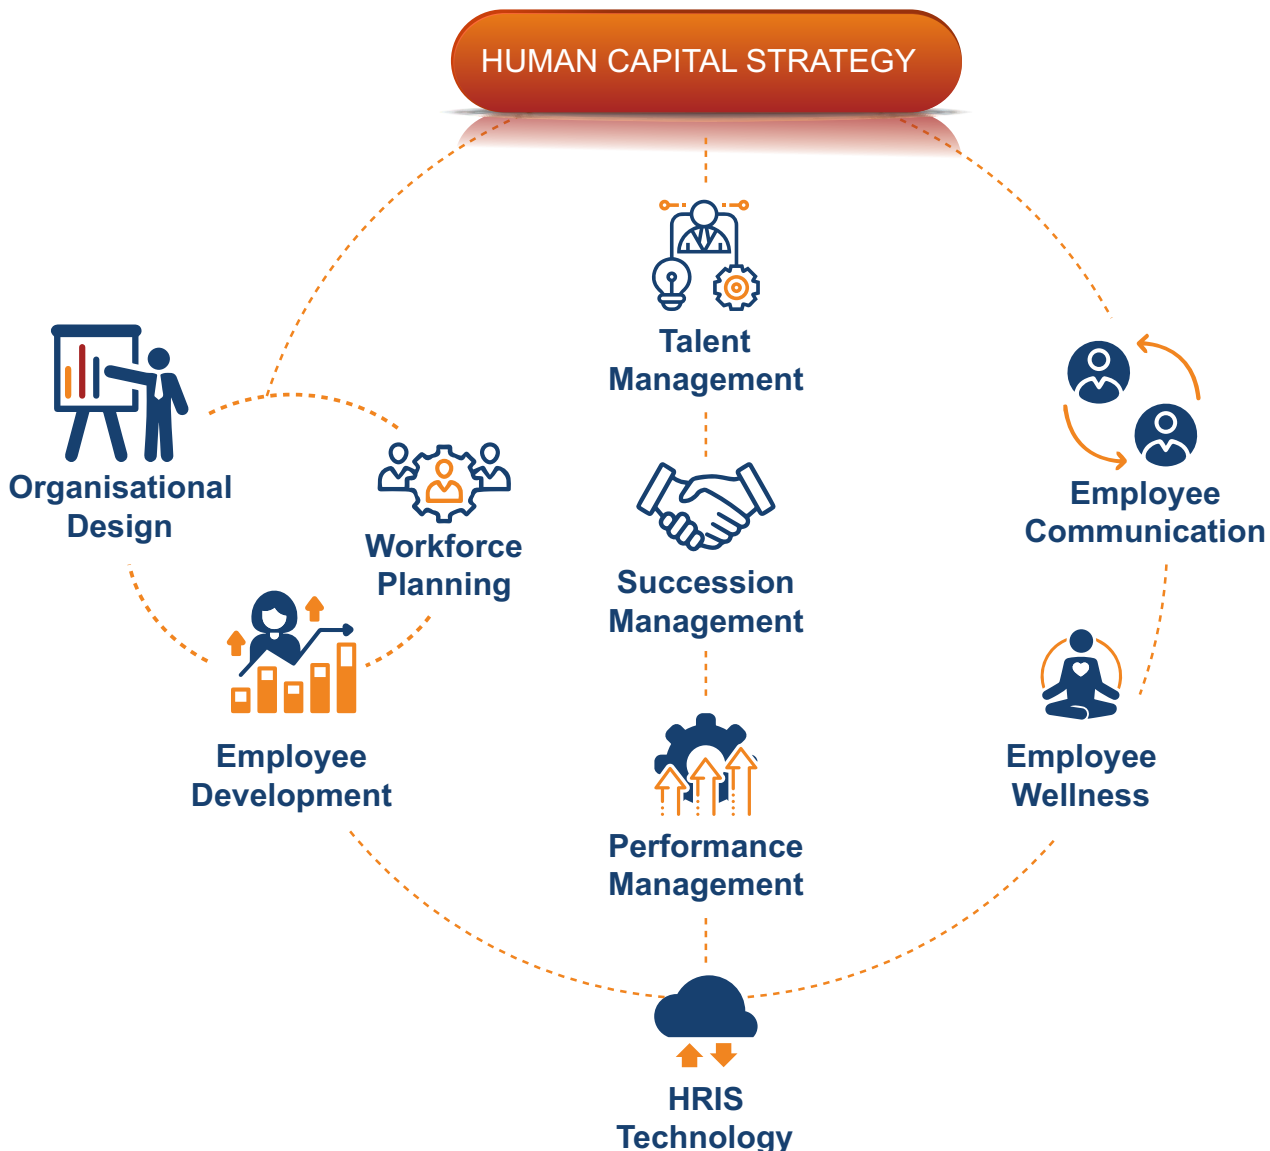 HUMAN CAPITAL STRATEGY
Talent
Management
Organisational
Design
Workforce
Planning
Employee
Communication
Succession
Management
Employee
Development
Employee
Wellness
Performance
Management
HRIS
Technology